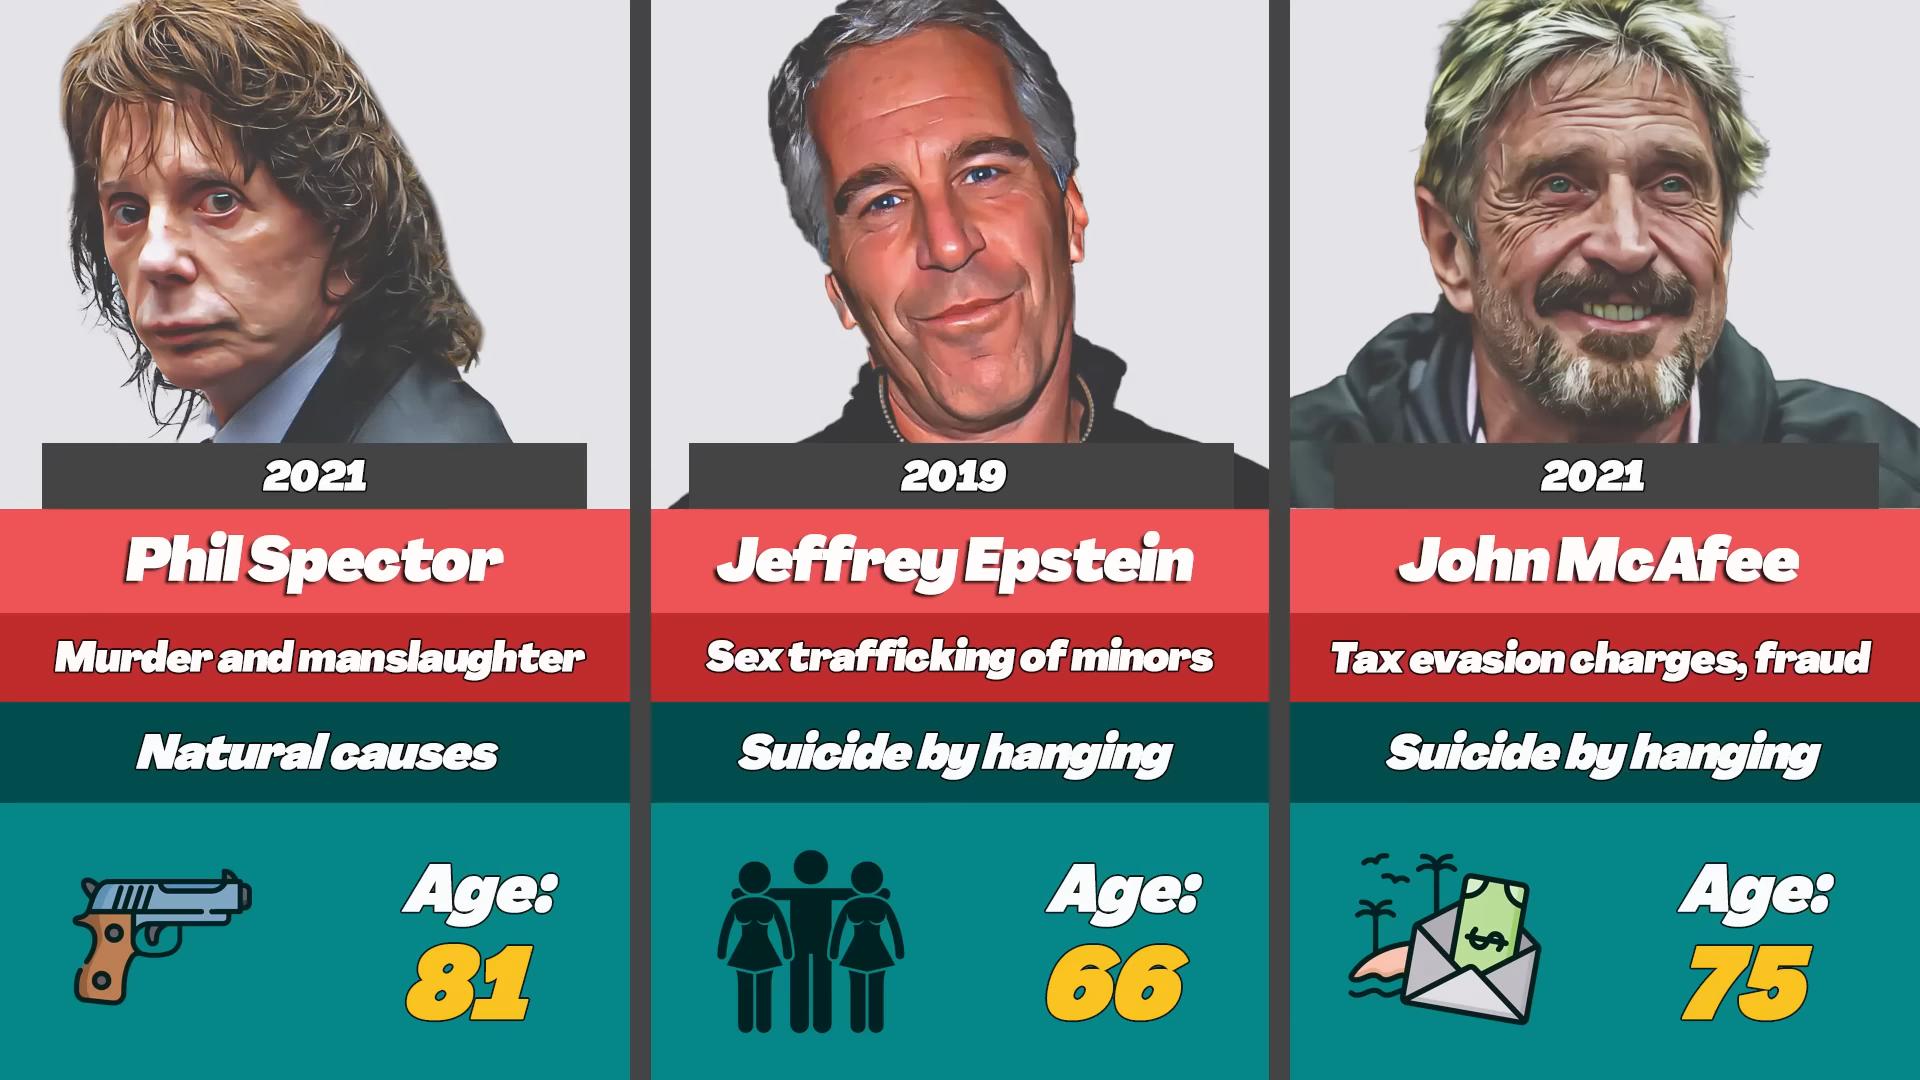 2021
Phil Spector
Murder and manslaughter
Natural causes
Age:
81
2019
Jeffrey Epstein
Sex trafficking of minors
Suicide by hanging
Age:
66
2021
John McAfee
Tax evasion charges, fraud
Suicide by hanging
$
Age:
75